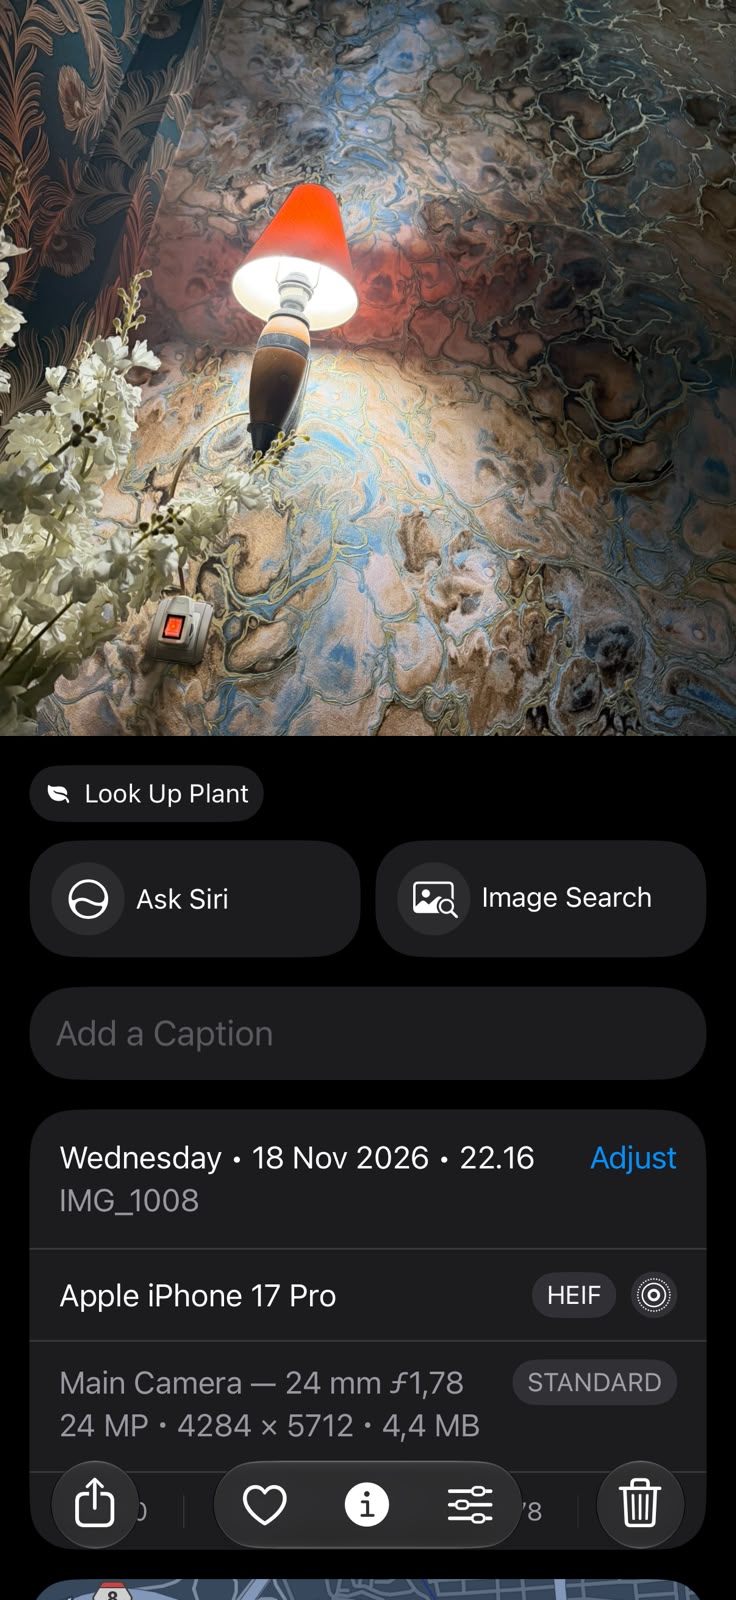 Look Up Plant
Ask Siri
Image Search
Add a Caption
Wednesday • 18 Nov 2026 • 22.16
Adjust
IMG_1008
Apple iPhone 17 Pro
HEIF
Main Camera — 24 mm ƒ1,78
STANDARD
24 MP • 4284 × 5712 • 4,4 MB
8